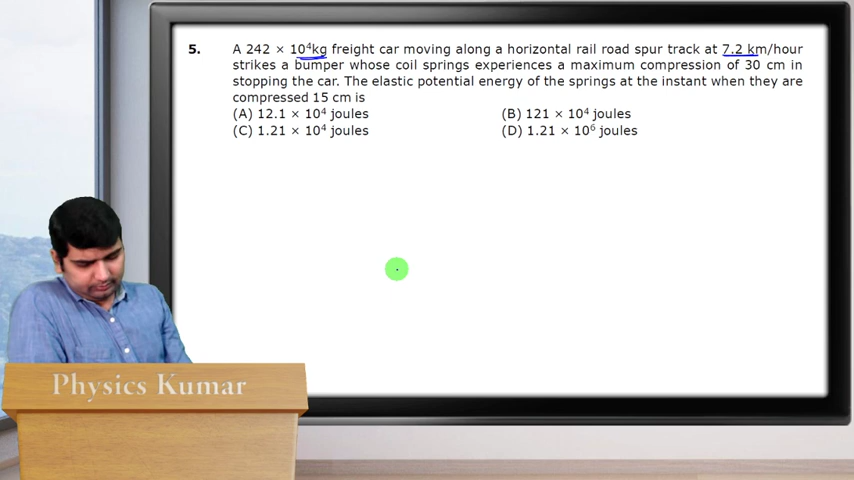 5. A 242 × 10⁴kg freight car moving along a horizontal rail road spur track at 7.2 km/hour
strikes a bumper whose coil springs experiences a maximum compression of 30 cm in
stopping the car. The elastic potential energy of the springs at the instant when they are
compressed 15 cm is
(A) 12.1 × 10⁴ joules (B) 121 × 10⁴ joules
(C) 1.21 × 10⁴ joules (D) 1.21 × 10⁶ joules
Physics Kumar